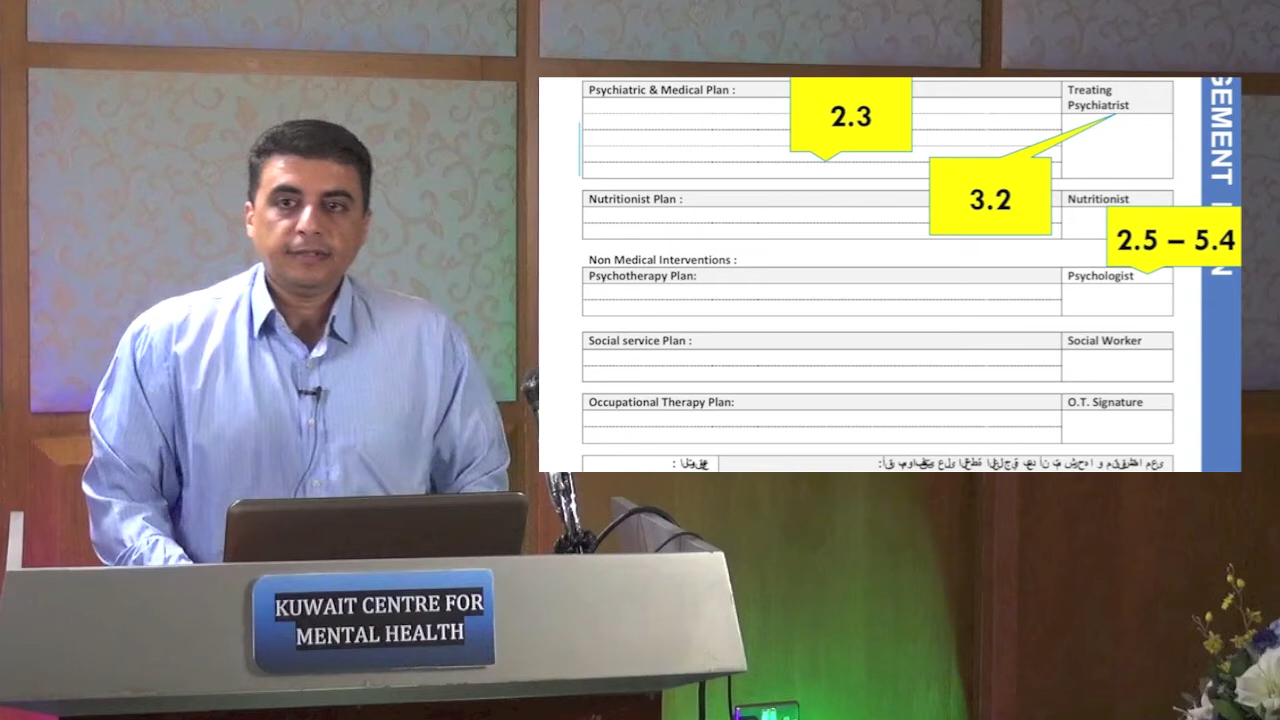 Psychiatric & Medical Plan :
Treating
Psychiatrist
2.3
3.2
Nutritionist Plan :
Nutritionist
2.5 – 5.4
Non Medical Interventions :
Psychotherapy Plan:
Psychologist
Social service Plan :
Social Worker
Occupational Therapy Plan:
O.T. Signature
GEMENT
N
KUWAIT CENTRE FOR
MENTAL HEALTH